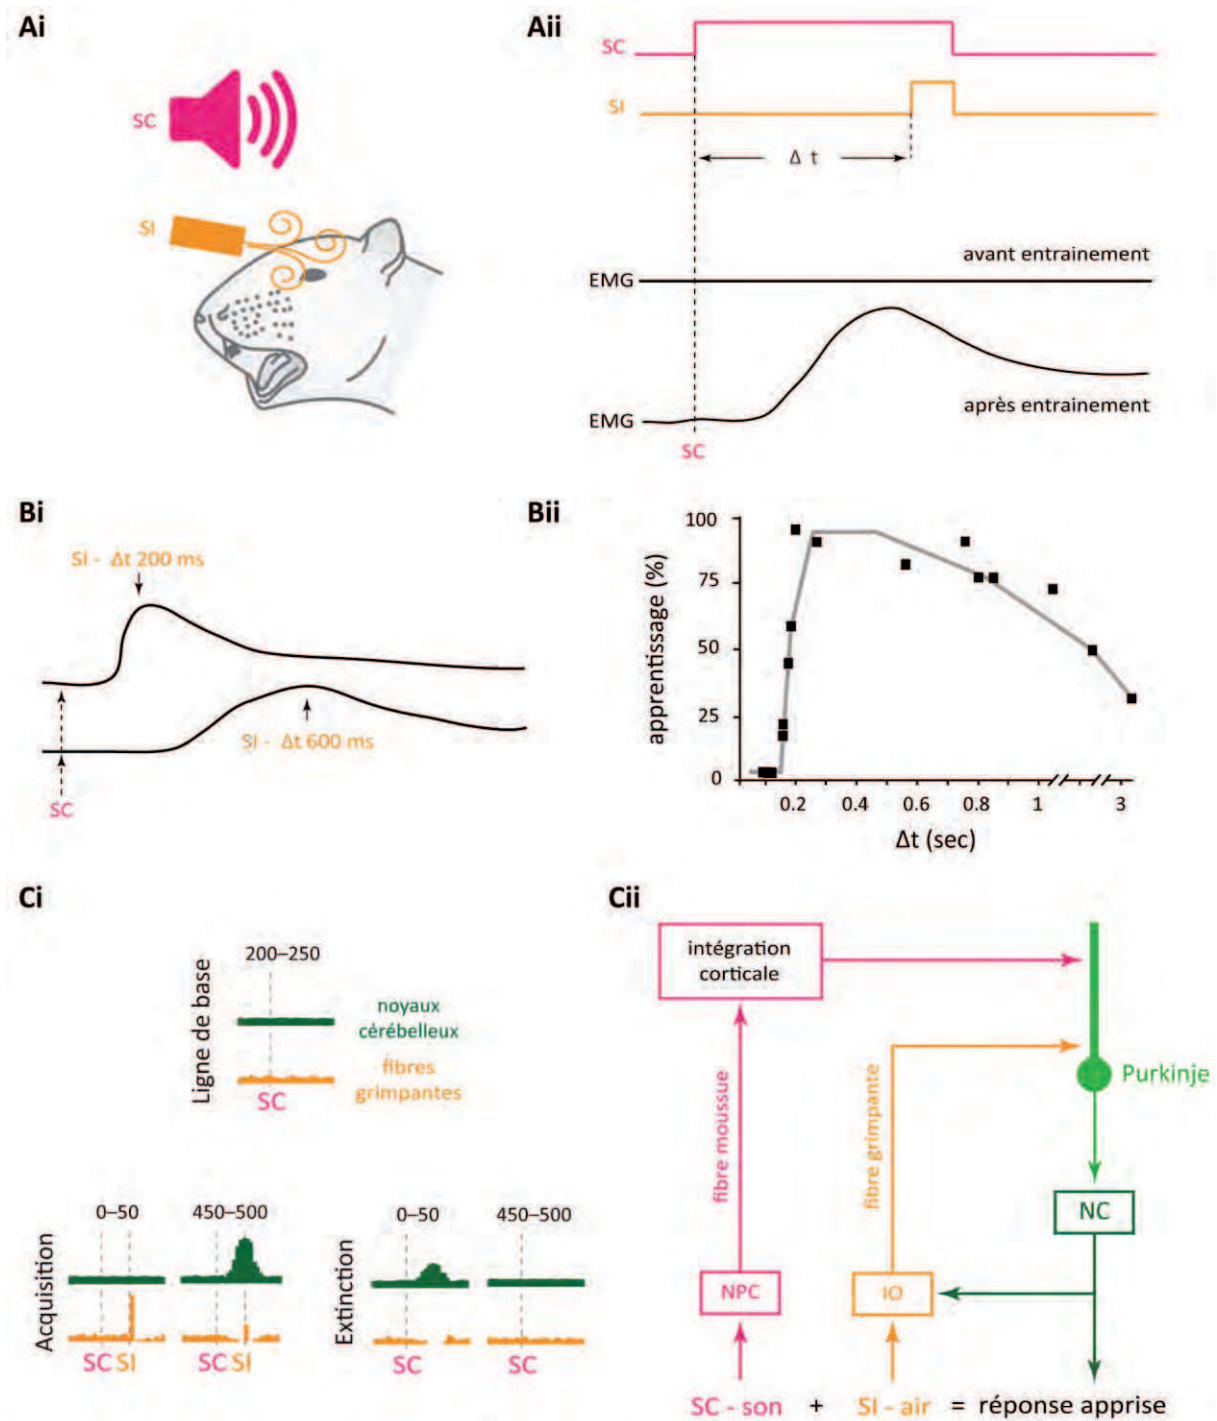 Ai
SC
SI
Aii
SC
SI
Δ t
avant entrainement
EMG
EMG
après entrainement
SC
Bi
SI - Δt 200 ms
SI - Δt 600 ms
SC
Bii
apprentissage (%)
100
75
50
25
0
0.2 0.4 0.6 0.8 1 3
Δt (sec)
Ci
Ligne de base
200–250
noyaux
cérébelleux
fibres
grimpantes
SC
Acquisition
0–50
450–500
SC SI
SC SI
Extinction
0–50
450–500
SC
SC
Cii
intégration
corticale
fibre moussue
fibre grimpante
Purkinje
NC
NPC
IO
SC - son + SI - air = réponse apprise